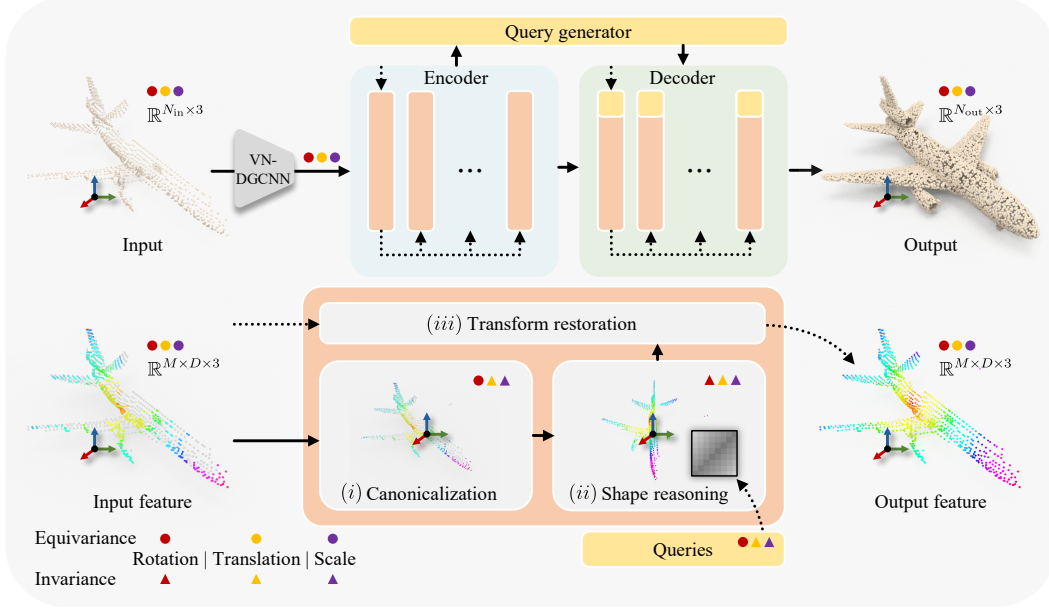 Query generator
Encoder
Decoder
ℝ^{N_in×3}
ℝ^{N_out×3}
VN-
DGCNN
...
...
Input
Output
(iii) Transform restoration
ℝ^{M×D×3}
ℝ^{M×D×3}
(i) Canonicalization
(ii) Shape reasoning
Input feature
Output feature
Equivariance
Rotation | Translation | Scale
Invariance
Queries